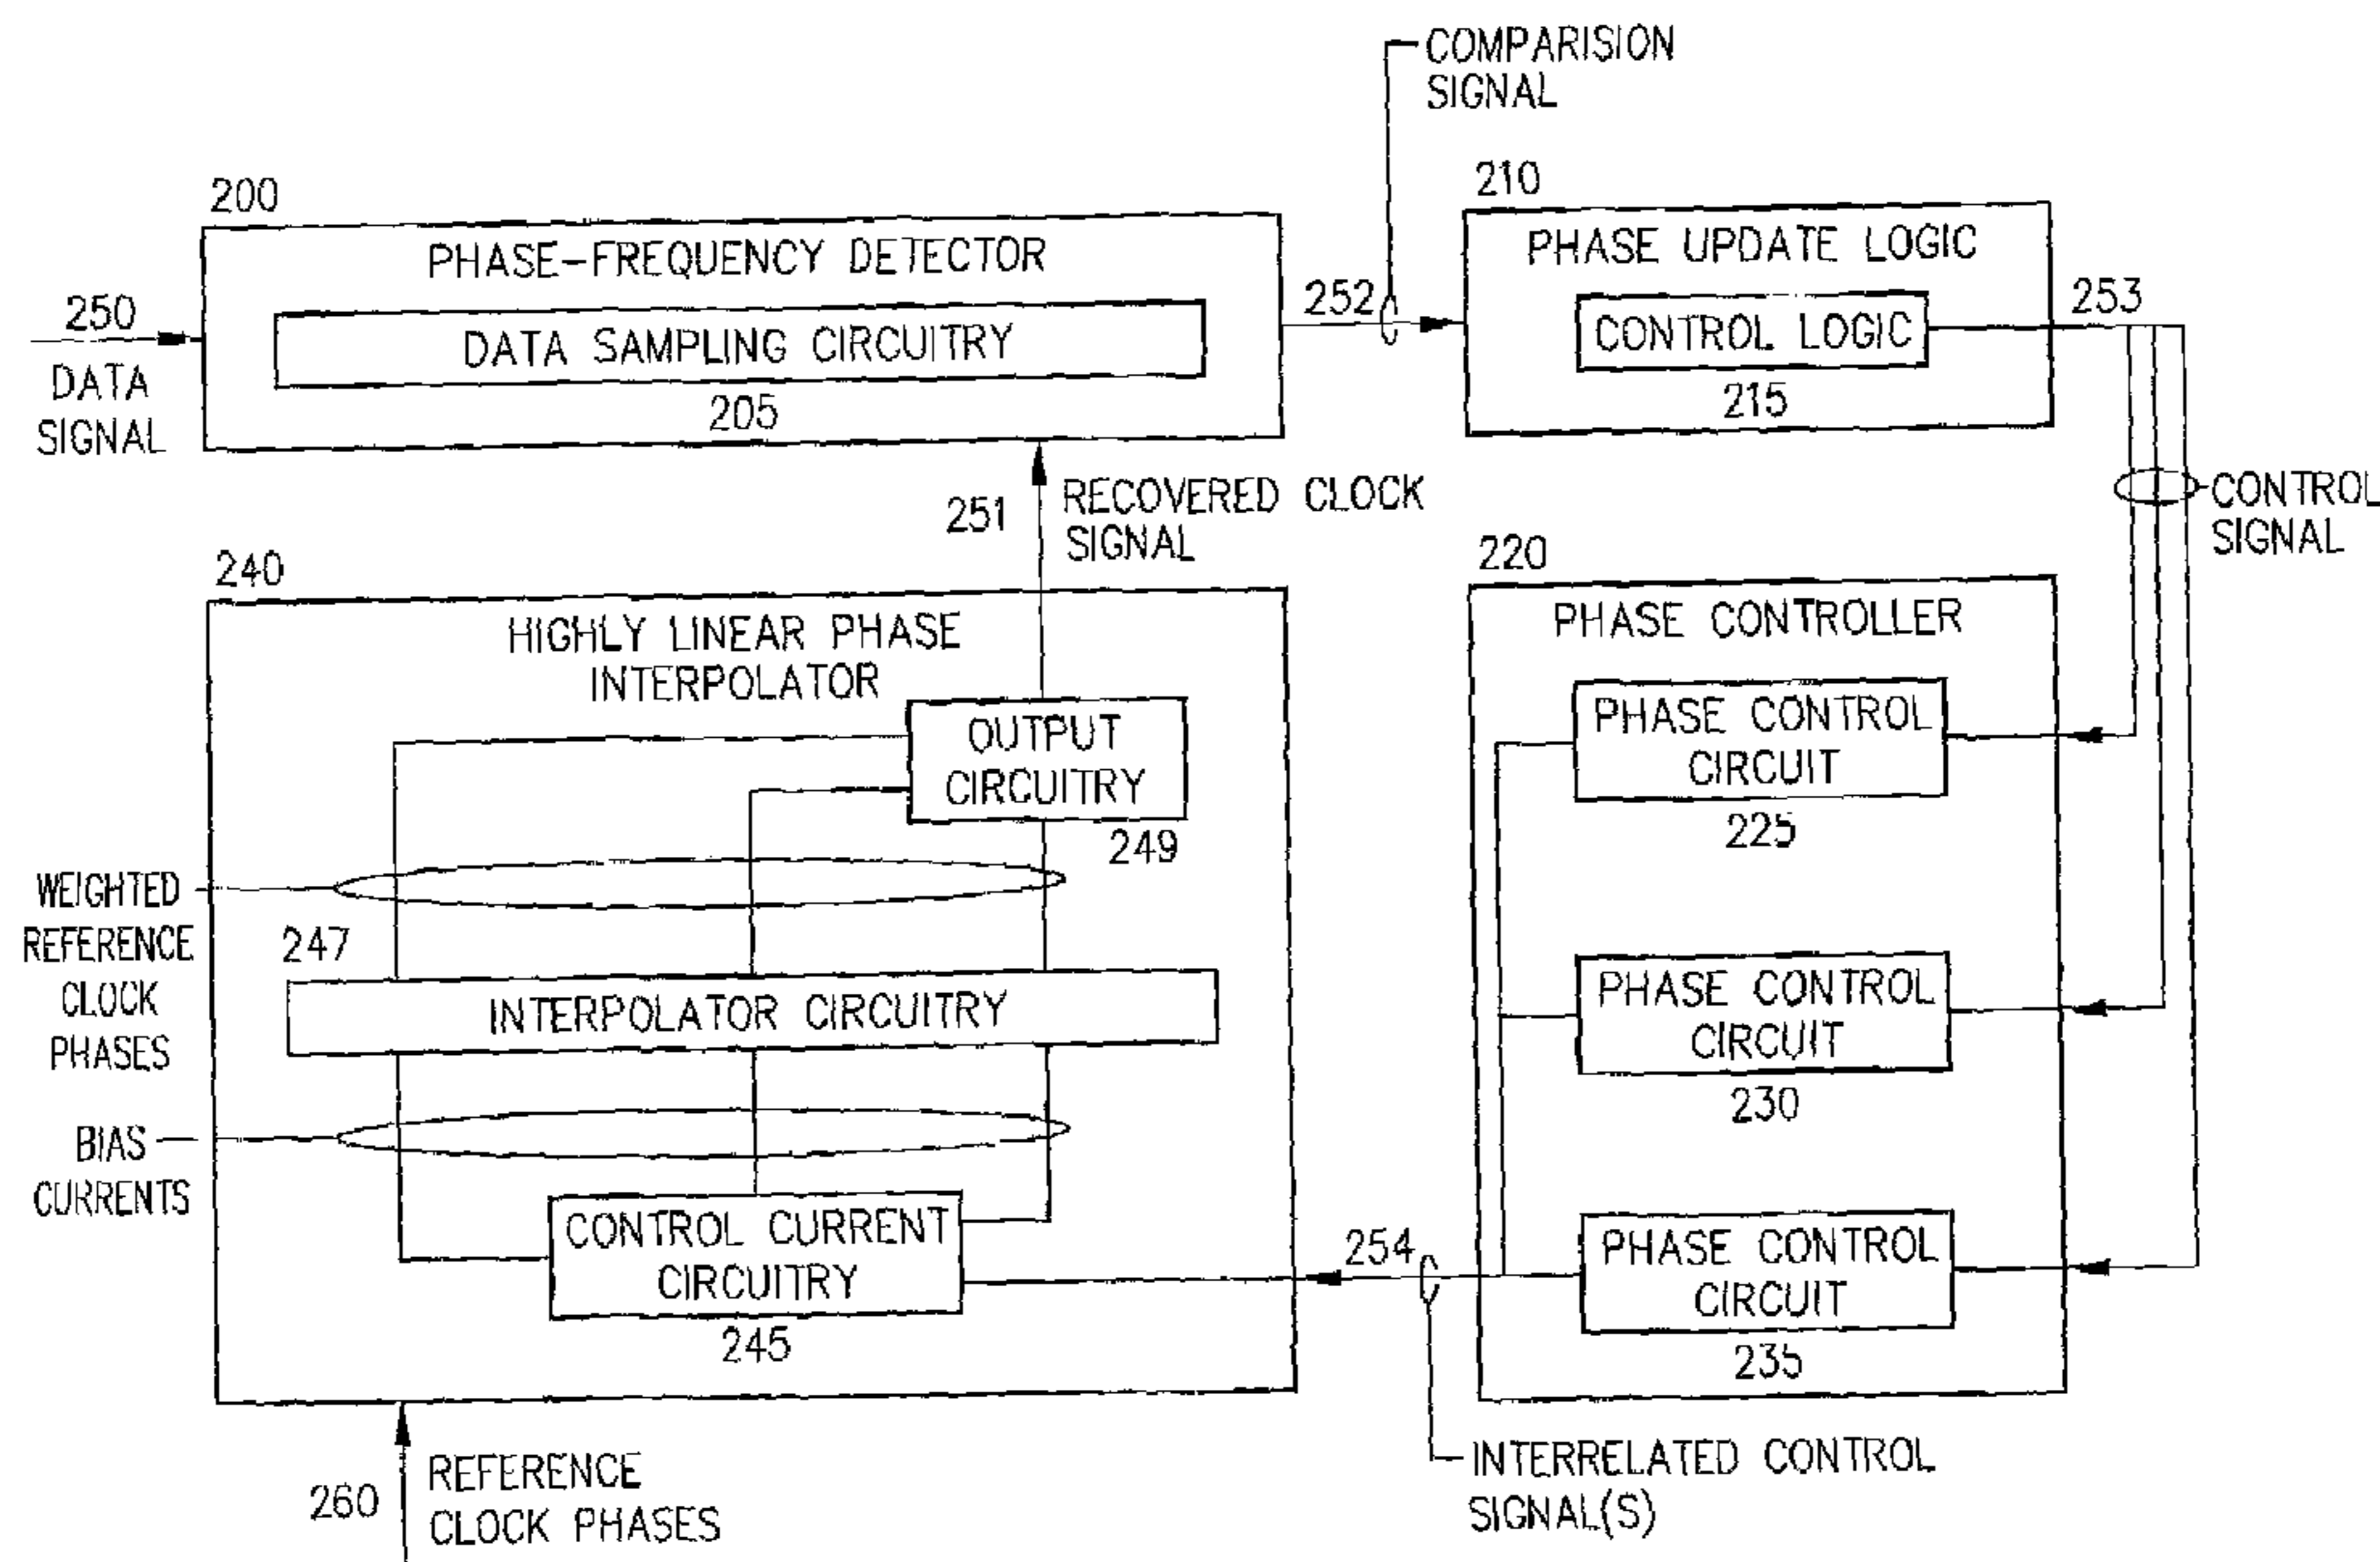 COMPARISION
SIGNAL
200
PHASE-FREQUENCY DETECTOR
DATA SAMPLING CIRCUITRY
205
250
DATA
SIGNAL
252
210
PHASE UPDATE LOGIC
CONTROL LOGIC
215
253
CONTROL
SIGNAL
251
RECOVERED CLOCK
SIGNAL
240
HIGHLY LINEAR PHASE
INTERPOLATOR
OUTPUT
CIRCUITRY
249
WEIGHTED
REFERENCE
CLOCK
PHASES
247
INTERPOLATOR CIRCUITRY
BIAS
CURRENTS
CONTROL CURRENT
CIRCUITRY
245
220
PHASE CONTROLLER
PHASE CONTROL
CIRCUIT
225
PHASE CONTROL
CIRCUIT
230
PHASE CONTROL
CIRCUIT
235
254
INTERRELATED CONTROL
SIGNAL(S)
260
REFERENCE
CLOCK PHASES